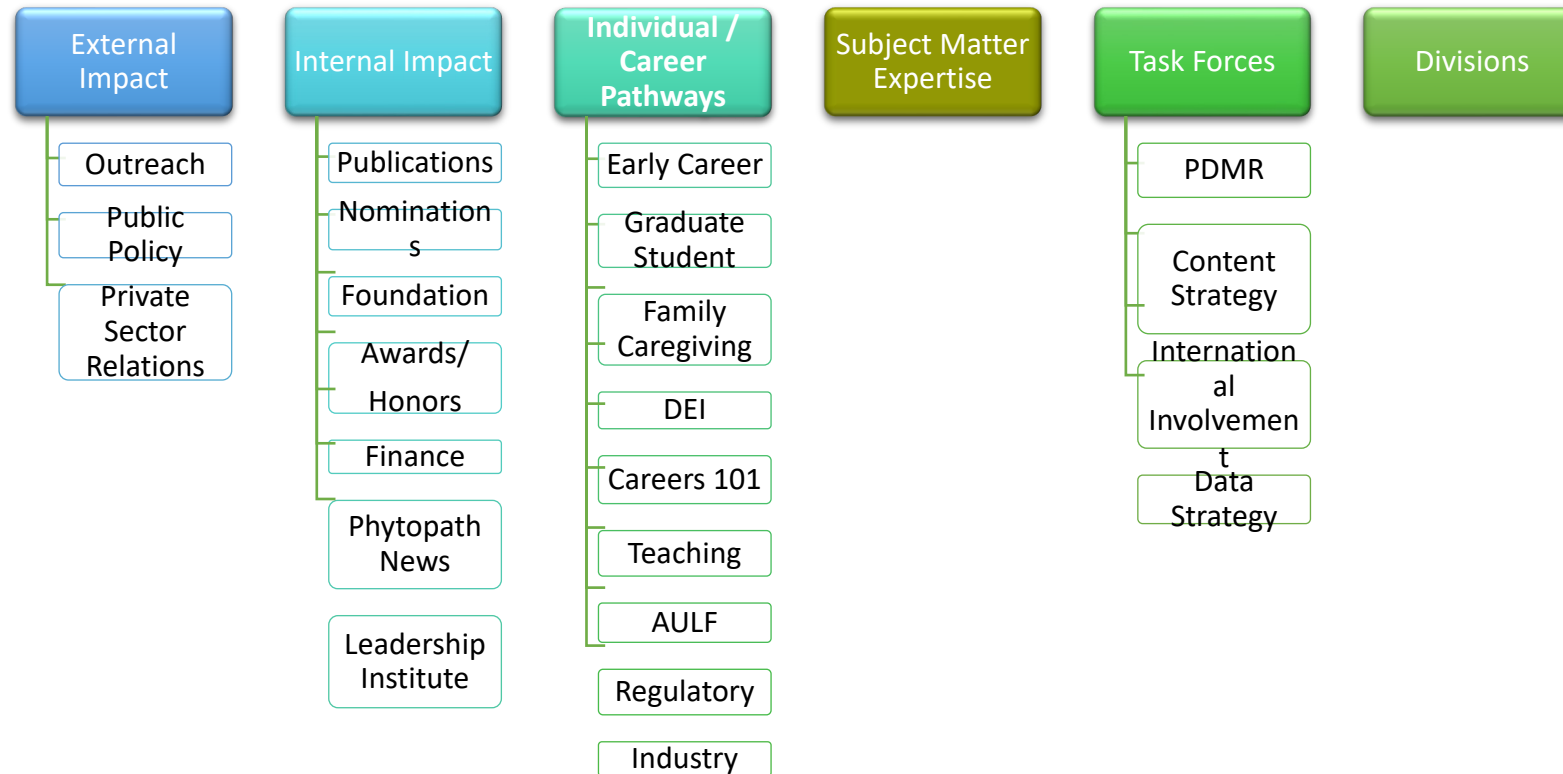 External
Impact
Outreach
Public
Policy
Private
Sector
Relations
Internal Impact
Publications
Nomination
s
Foundation
Awards/
Honors
Finance
Phytopath
News
Leadership
Institute
Individual /
Career
Pathways
Early Career
Graduate
Student
Family
Caregiving
DEI
Careers 101
Teaching
AULF
Regulatory
Industry
Subject Matter
Expertise
Task Forces
PDMR
Content
Strategy
Internation
al
Involvemen
t
Data
Strategy
Divisions